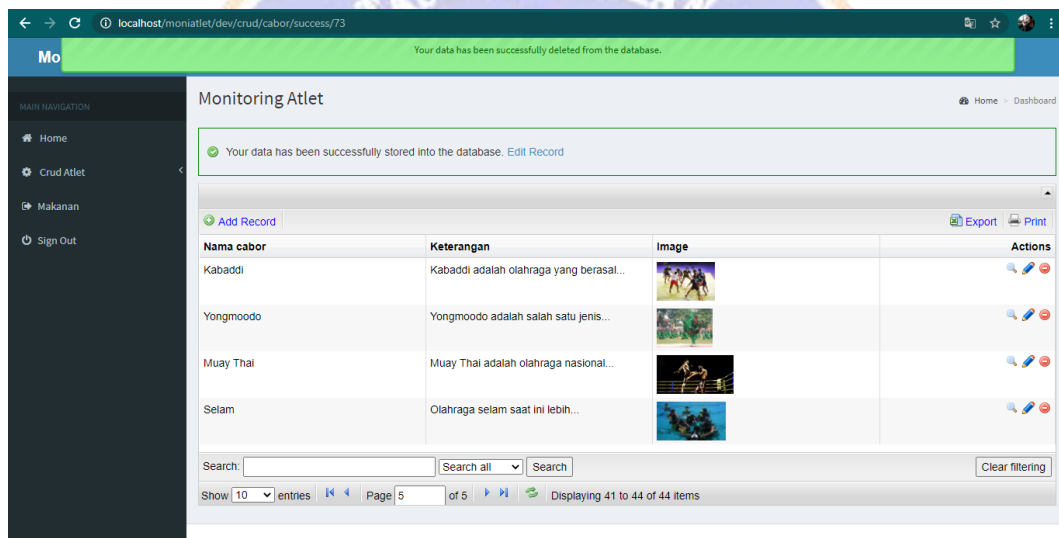 localhost/moniatlet/dev/crud/cabor/success/73
Your data has been successfully deleted from the database.
Mo
MAIN NAVIGATION
Home
Crud Atlet
Makanan
Sign Out
Monitoring Atlet
Home > Dashboard
Your data has been successfully stored into the database. Edit Record
Add Record
Export Print
Nama cabor Keterangan Image Actions
Kabaddi Kabaddi adalah olahraga yang berasal...
Yongmoodo Yongmoodo adalah salah satu jenis...
Muay Thai Muay Thai adalah olahraga nasional...
Selam Olahraga selam saat ini lebih...
Search: Search all Search Clear filtering
Show 10 entries Page 5 of 5 Displaying 41 to 44 of 44 items